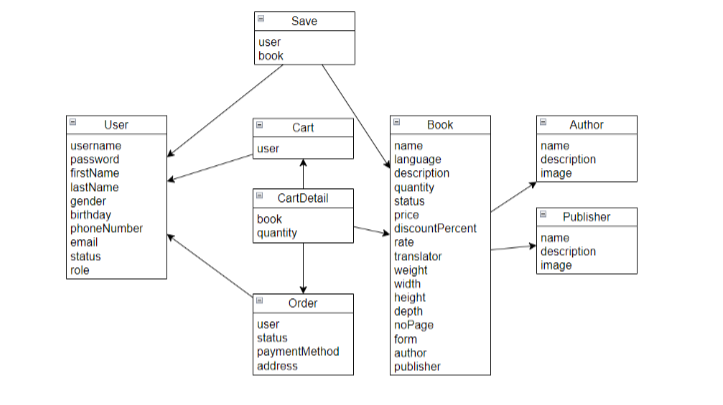 Save
user
book
User
username
password
firstName
lastName
gender
birthday
phoneNumber
email
status
role
Cart
user
CartDetail
book
quantity
Order
user
status
paymentMethod
address
Book
name
language
description
quantity
status
price
discountPercent
rate
translator
weight
width
height
depth
noPage
form
author
publisher
Author
name
description
image
Publisher
name
description
image